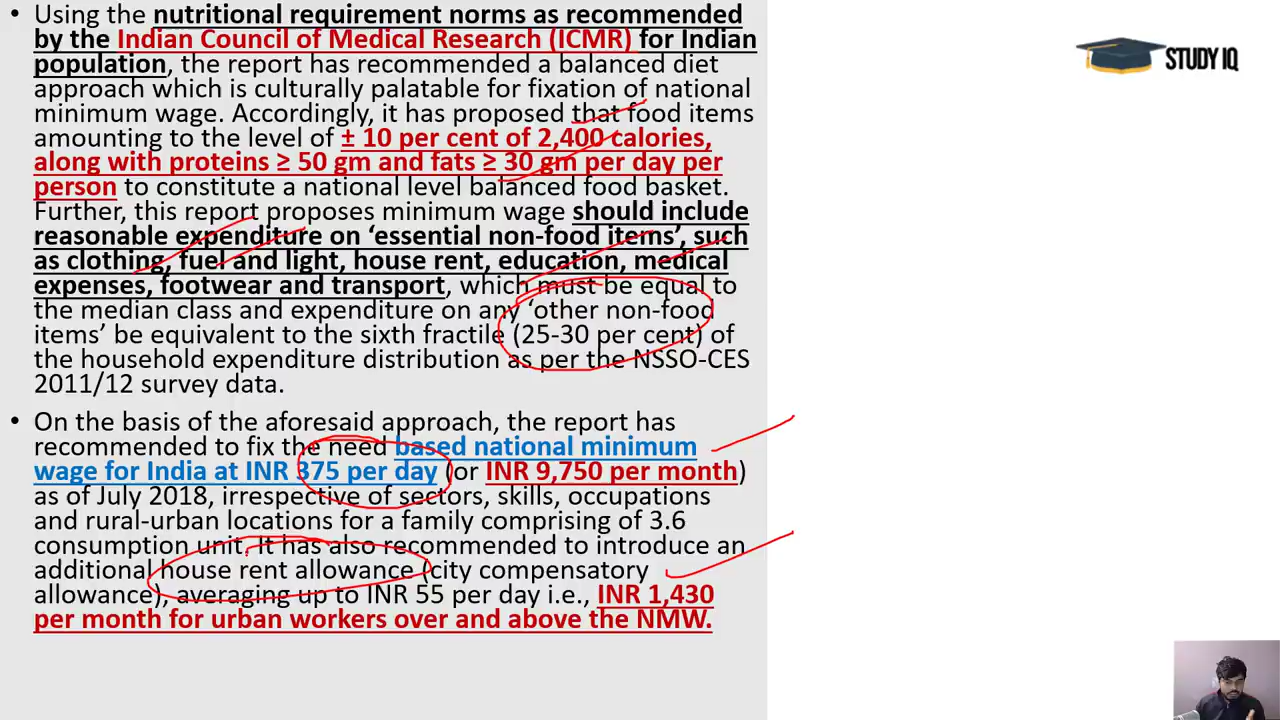 • Using the nutritional requirement norms as recommended
by the Indian Council of Medical Research (ICMR) for Indian
population, the report has recommended a balanced diet
approach which is culturally palatable for fixation of national
minimum wage. Accordingly, it has proposed that food items
amounting to the level of ± 10 per cent of 2,400 calories,
along with proteins ≥ 50 gm and fats ≥ 30 gm per day per
person to constitute a national level balanced food basket.
Further, this report proposes minimum wage should include
reasonable expenditure on ‘essential non-food items’, such
as clothing, fuel and light, house rent, education, medical
expenses, footwear and transport, which must be equal to
the median class and expenditure on any ‘other non-food
items’ be equivalent to the sixth fractile (25-30 per cent) of
the household expenditure distribution as per the NSSO-CES
2011/12 survey data.
• On the basis of the aforesaid approach, the report has
recommended to fix the need based national minimum
wage for India at INR 375 per day (or INR 9,750 per month)
as of July 2018, irrespective of sectors, skills, occupations
and rural-urban locations for a family comprising of 3.6
consumption unit. It has also recommended to introduce an
additional house rent allowance (city compensatory
allowance), averaging up to INR 55 per day i.e., INR 1,430
per month for urban workers over and above the NMW.
STUDY IQ